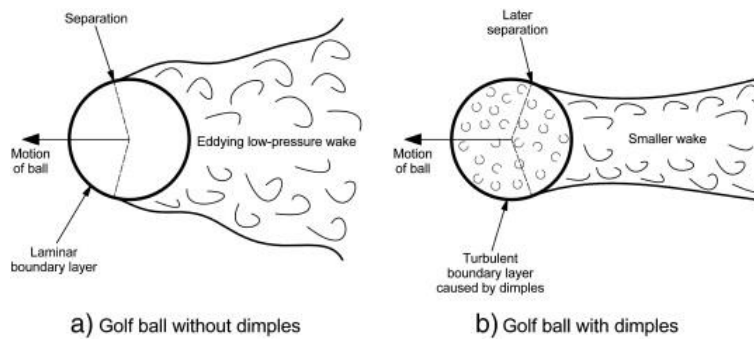 Separation
Eddying low-pressure wake
Motion
of ball
Laminar
boundary layer
a) Golf ball without dimples
Later
separation
Smaller wake
Motion
of ball
Turbulent
boundary layer
caused by dimples
b) Golf ball with dimples